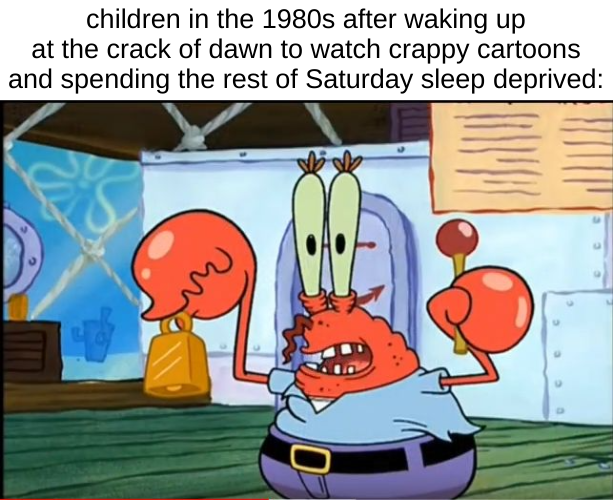 children in the 1980s after waking up
at the crack of dawn to watch crappy cartoons
and spending the rest of Saturday sleep deprived: